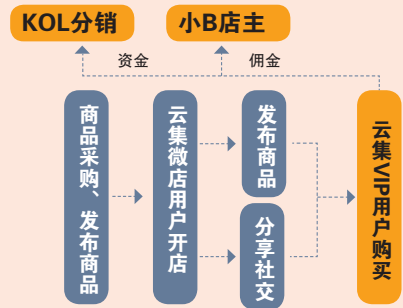 KOL分销
小B店主
资金
佣金
商品采购、发布商品
云集微店用户开店
发布商品
分享社交
云集VIP用户购买